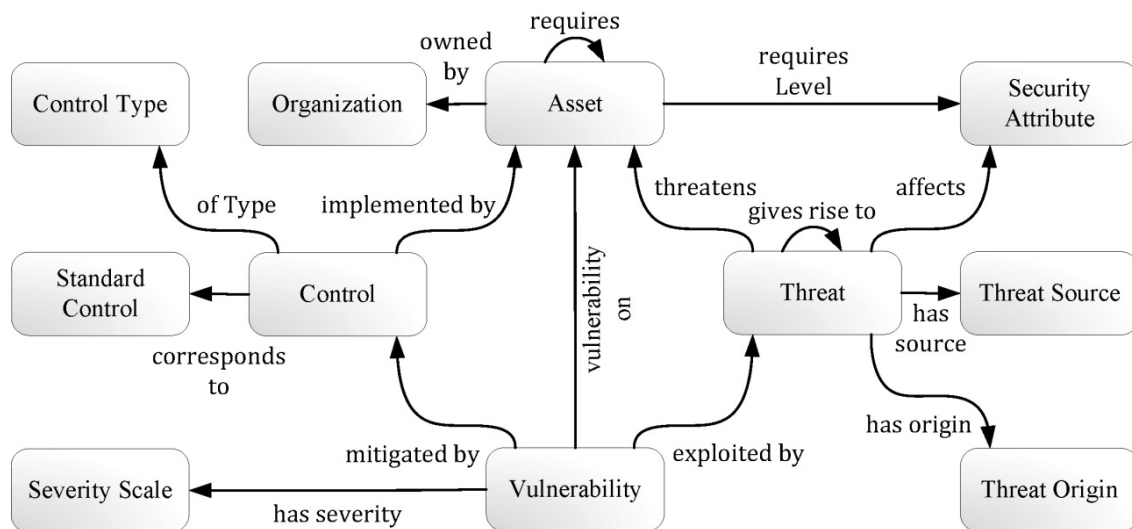 requires
owned
by
requires
Level
Control Type
Organization
Asset
Security
Attribute
of Type
implemented by
threatens
affects
gives rise to
Standard
Control
Control
vulnerability
on
Threat
Threat Source
has
source
corresponds
to
mitigated by
exploited by
has origin
Severity Scale
has severity
Vulnerability
Threat Origin